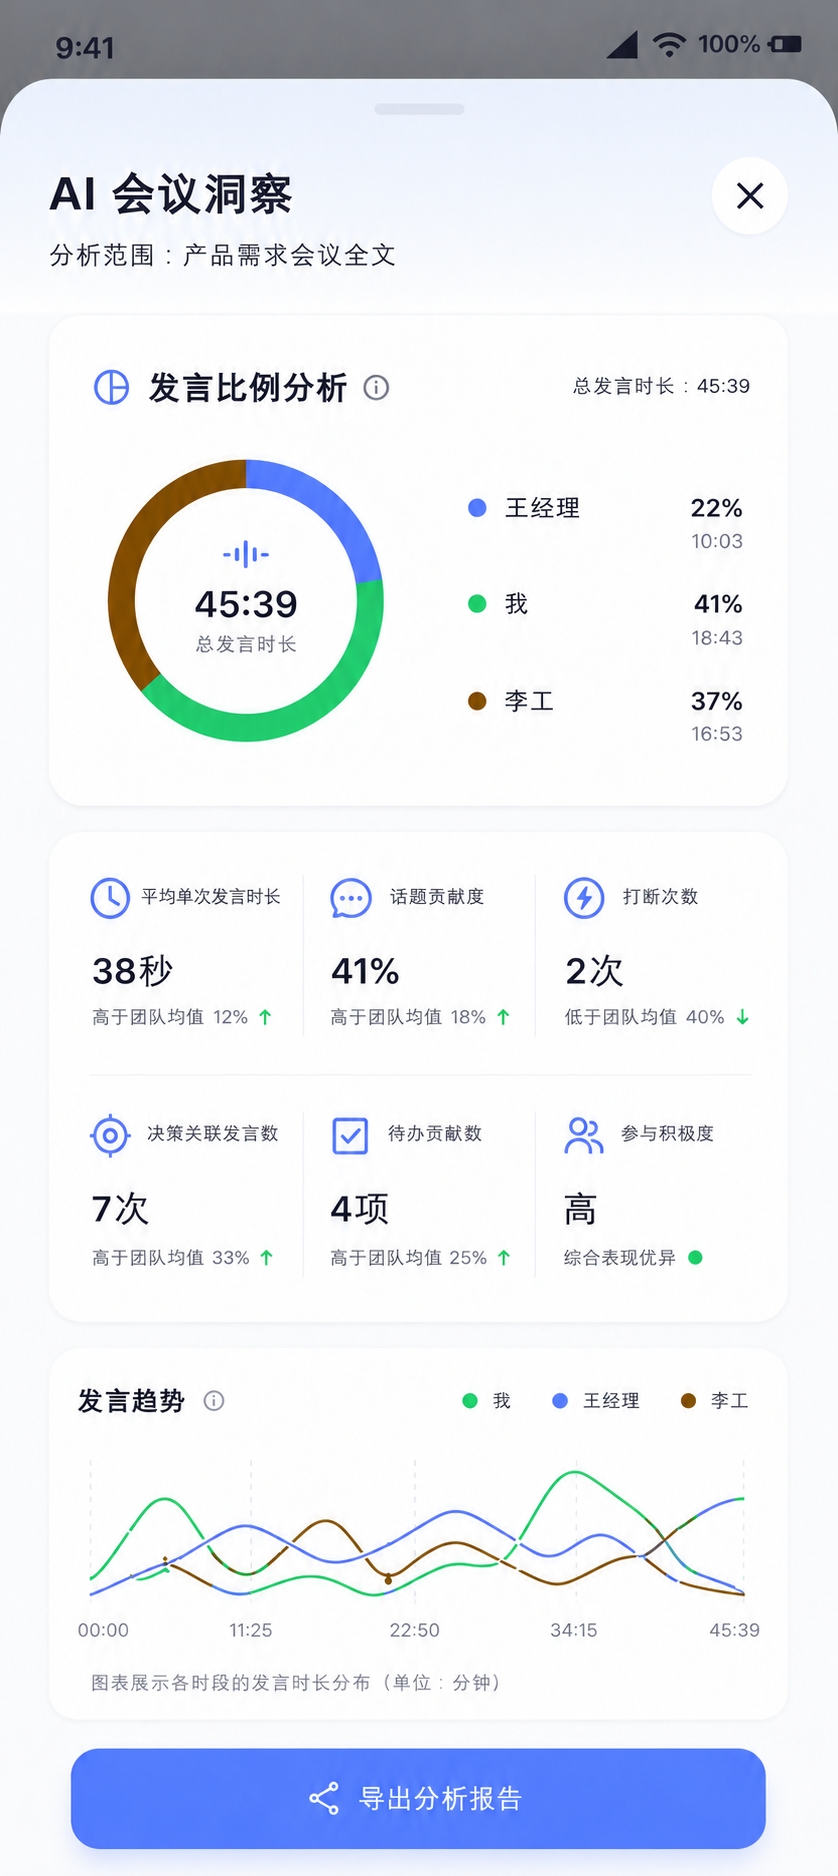 9:41
100%
AI 会议洞察
分析范围：产品需求会议全文
发言比例分析
总发言时长：45:39
45:39
总发言时长
王经理 22%
10:03
我 41%
18:43
李工 37%
16:53
平均单次发言时长
38秒
高于团队均值 12% ↑
话题贡献度
41%
高于团队均值 18% ↑
打断次数
2次
低于团队均值 40% ↓
决策关联发言数
7次
高于团队均值 33% ↑
待办贡献数
4项
高于团队均值 25% ↑
参与积极度
高
综合表现优异
发言趋势
我 王经理 李工
00:00 11:25 22:50 34:15 45:39
图表展示各时段的发言时长分布（单位：分钟）
导出分析报告